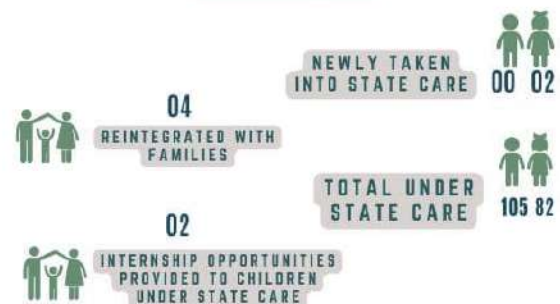 NEWLY TAKEN
INTO STATE CARE
00 02
04
REINTEGRATED WITH
FAMILIES
TOTAL UNDER
STATE CARE
105 82
02
INTERNSHIP OPPORTUNITIES
PROVIDED TO CHILDREN
UNDER STATE CARE